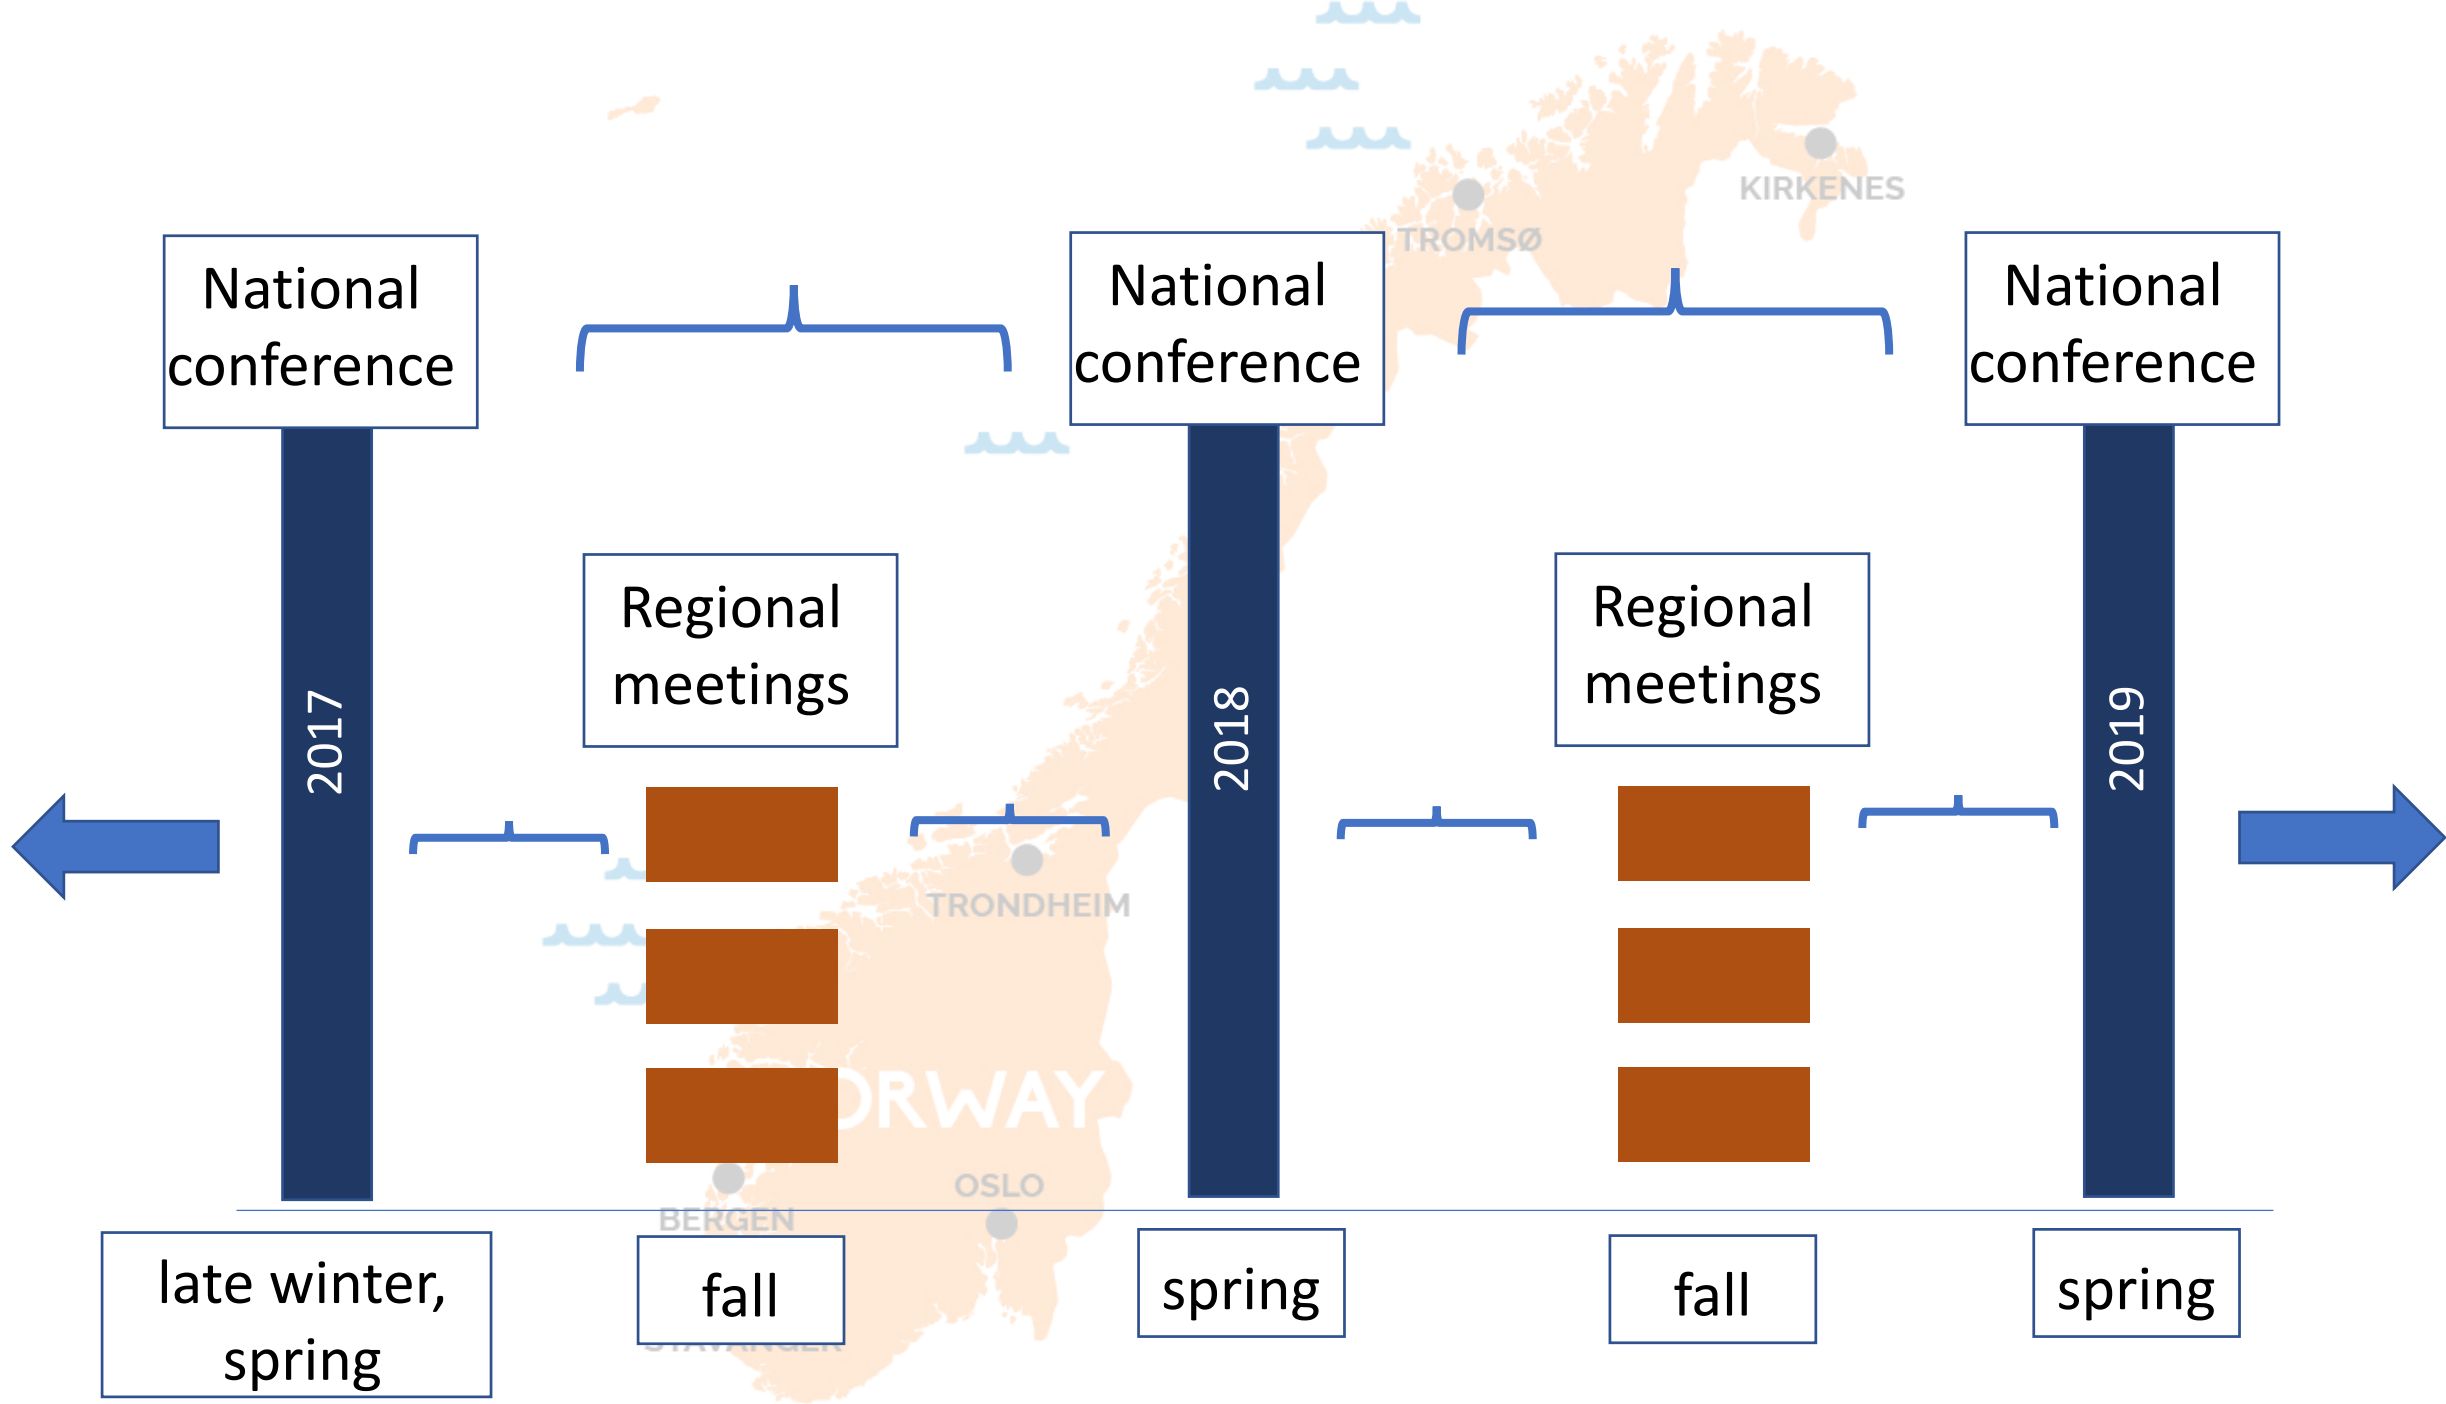 KIRKENES
TROMSØ
National
conference
National
conference
National
conference
Regional
meetings
Regional
meetings
2017
2018
2019
TRONDHEIM
ORWAY
OSLO
BERGEN
late winter,
spring
fall
spring
fall
spring